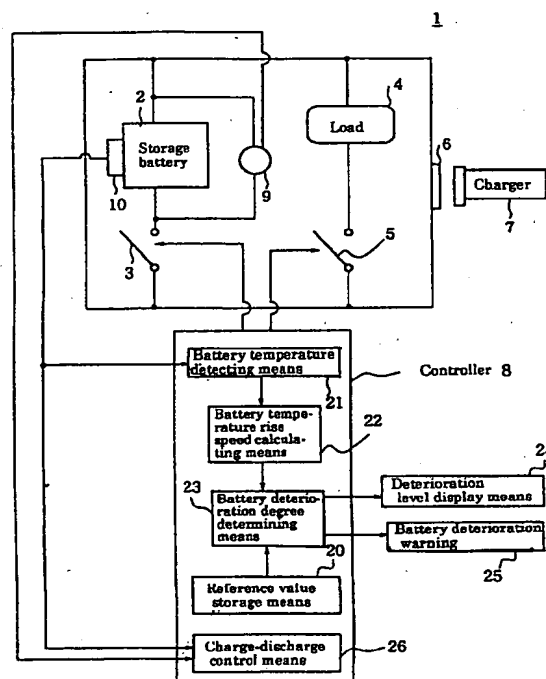 1
2
4
Storage
battery
Load
6
Charger
10
9
7
3
5
Battery temperature
detecting means
Controller 8
21
Battery tempe-
rature rise
speed calculat-
ing means
22
23
Battery deterio-
ration degree
determining
means
Deterioration
level display means
Battery deterioration
warning
20
25
Reference value
storage means
Charge-discharge
control means
26